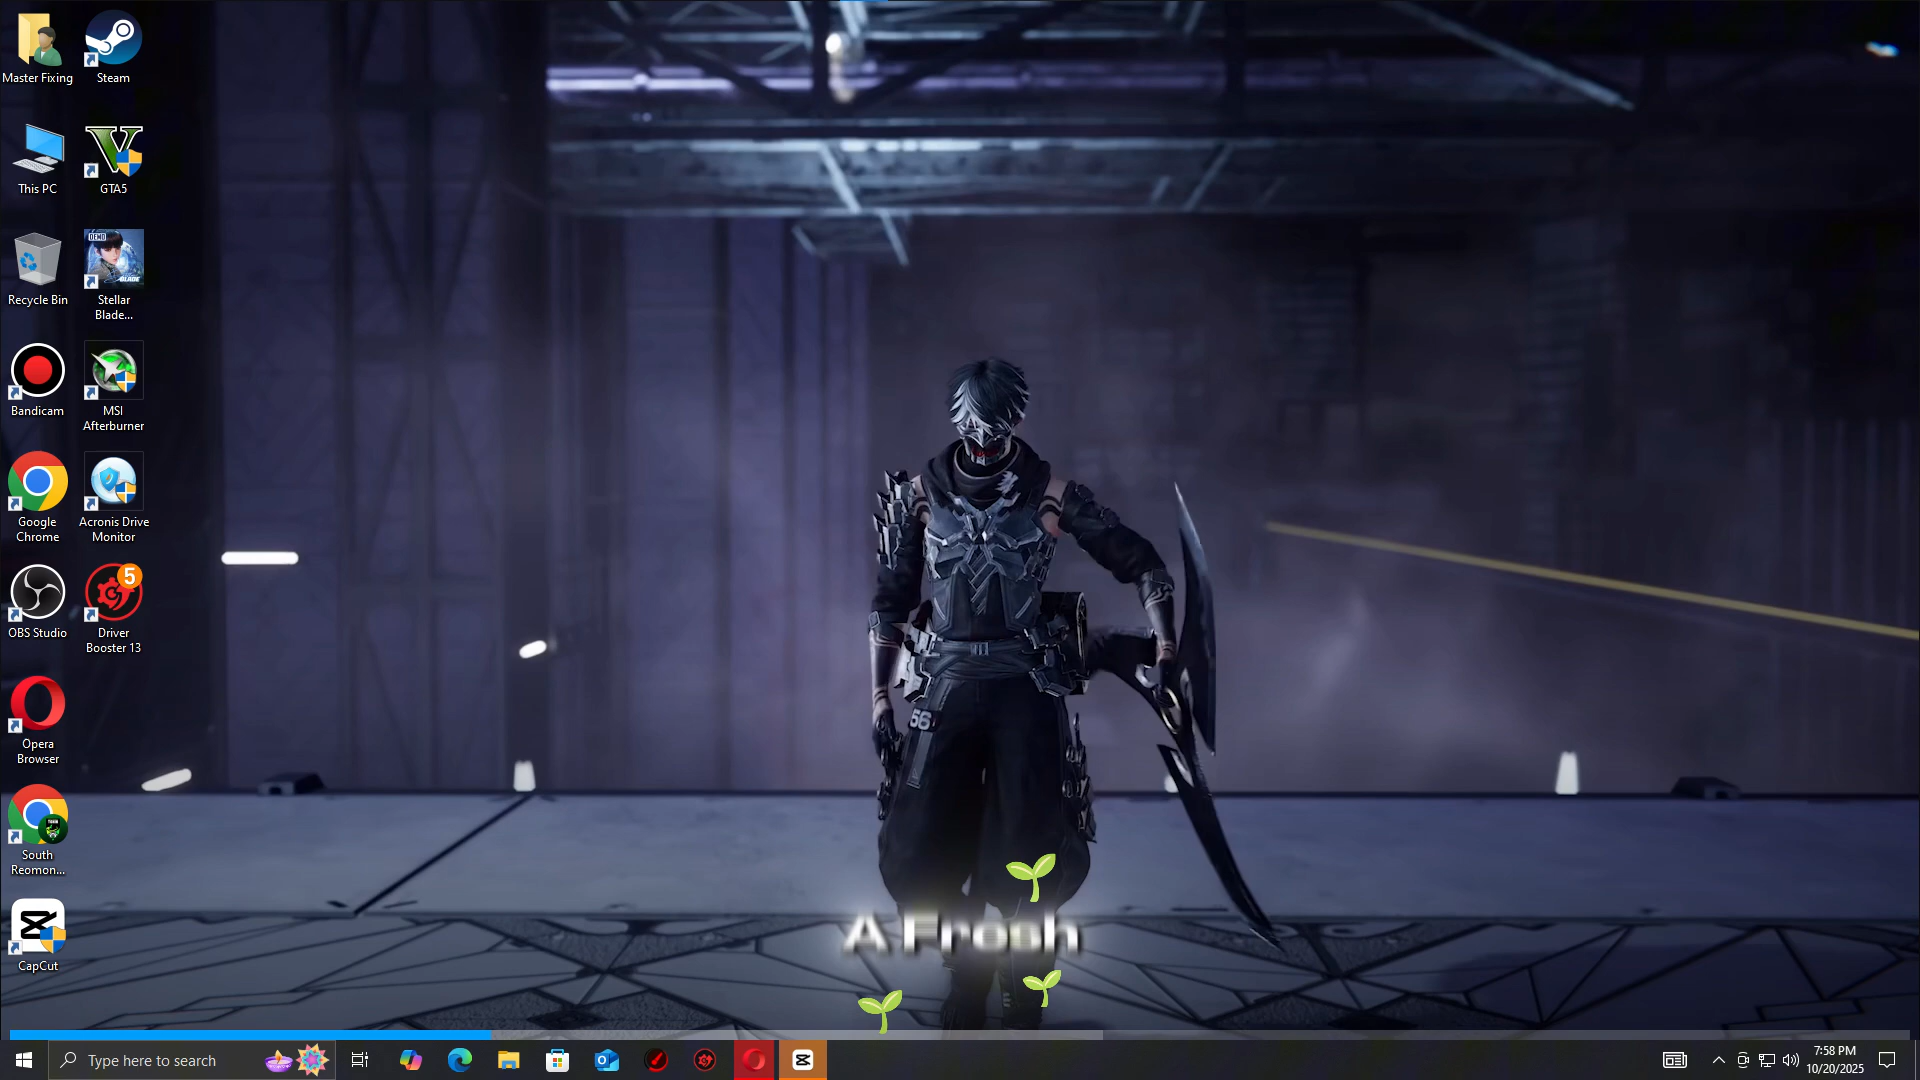 Master Fixing
Steam
This PC
GTA5
Recycle Bin
DEMO
BLADE
Stellar
Blade...
Bandicam
MSI
Afterburner
Google
Chrome
Acronis Drive
Monitor
OBS Studio
5
Driver
Booster 13
Opera
Browser
South
Reomon...
CapCut
56
A Fresh
Type here to search
7:58 PM
10/20/2025